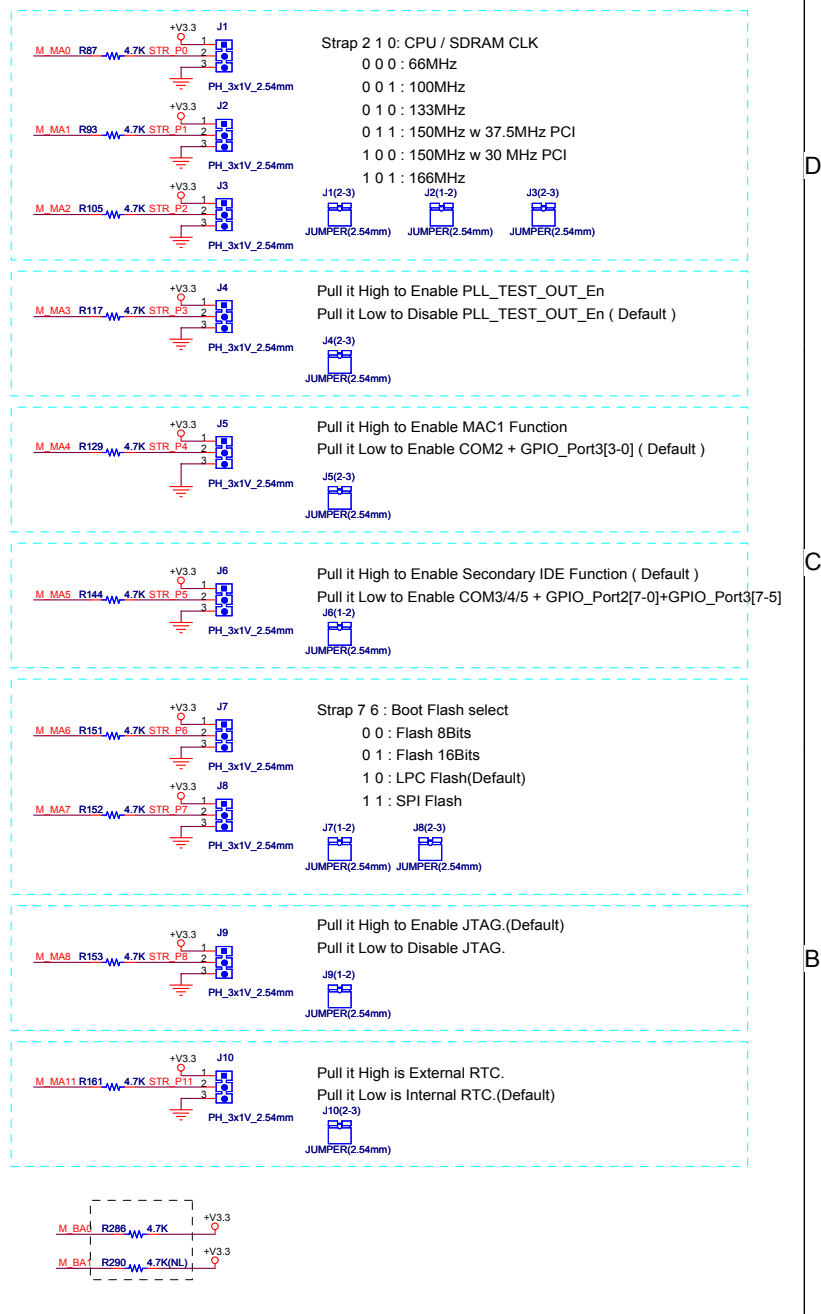 +V3.3 J1
M_MA0 R87 4.7K STR_P0 1 2 3
PH_3x1V_2.54mm
+V3.3 J2
M_MA1 R93 4.7K STR_P1 1 2 3
PH_3x1V_2.54mm
+V3.3 J3
M_MA2 R105 4.7K STR_P2 1 2 3
PH_3x1V_2.54mm
Strap 2 1 0: CPU / SDRAM CLK
0 0 0 : 66MHz
0 0 1 : 100MHz
0 1 0 : 133MHz
0 1 1 : 150MHz w 37.5MHz PCI
1 0 0 : 150MHz w 30 MHz PCI
1 0 1 : 166MHz
J1(2-3) J2(1-2) J3(2-3)
JUMPER(2.54mm) JUMPER(2.54mm) JUMPER(2.54mm)
D
+V3.3 J4
M_MA3 R117 4.7K STR_P3 1 2 3
PH_3x1V_2.54mm
Pull it High to Enable PLL_TEST_OUT_En
Pull it Low to Disable PLL_TEST_OUT_En ( Default )
J4(2-3)
JUMPER(2.54mm)
+V3.3 J5
M_MA4 R129 4.7K STR_P4 1 2 3
PH_3x1V_2.54mm
Pull it High to Enable MAC1 Function
Pull it Low to Enable COM2 + GPIO_Port3[3-0] ( Default )
J5(2-3)
JUMPER(2.54mm)
C
+V3.3 J6
M_MA5 R144 4.7K STR_P5 1 2 3
PH_3x1V_2.54mm
Pull it High to Enable Secondary IDE Function ( Default )
Pull it Low to Enable COM3/4/5 + GPIO_Port2[7-0]+GPIO_Port3[7-5]
J6(1-2)
JUMPER(2.54mm)
+V3.3 J7
M_MA6 R151 4.7K STR_P6 1 2 3
PH_3x1V_2.54mm
+V3.3 J8
M_MA7 R152 4.7K STR_P7 1 2 3
PH_3x1V_2.54mm
Strap 7 6 : Boot Flash select
0 0 : Flash 8Bits
0 1 : Flash 16Bits
1 0 : LPC Flash(Default)
1 1 : SPI Flash
J7(1-2) J8(2-3)
JUMPER(2.54mm) JUMPER(2.54mm)
+V3.3 J9
M_MA8 R153 4.7K STR_P8 1 2 3
PH_3x1V_2.54mm
Pull it High to Enable JTAG.(Default)
Pull it Low to Disable JTAG.
J9(1-2)
JUMPER(2.54mm)
B
+V3.3 J10
M_MA11 R161 4.7K STR_P11 1 2 3
PH_3x1V_2.54mm
Pull it High is External RTC.
Pull it Low is Internal RTC.(Default)
J10(2-3)
JUMPER(2.54mm)
M_BA0 R286 4.7K +V3.3
M_BA1 R290 4.7K(NL) +V3.3